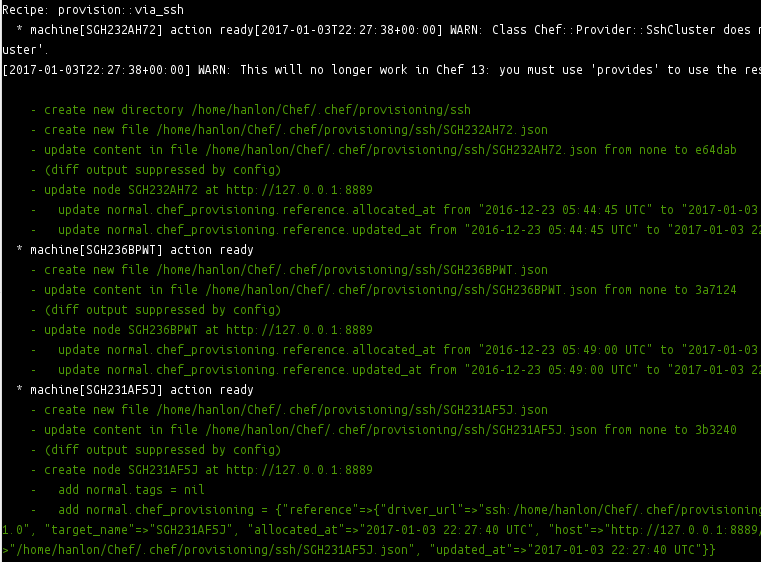 Recipe: provision::via_ssh
* machine[SGH232AH72] action ready[2017-01-03T22:27:38+00:00] WARN: Class Chef::Provider::SshCluster does
uster'.
[2017-01-03T22:27:38+00:00] WARN: This will no longer work in Chef 13: you must use 'provides' to use the res
- create new directory /home/hanlon/Chef/.chef/provisioning/ssh
- create new file /home/hanlon/Chef/.chef/provisioning/ssh/SGH232AH72.json
- update content in file /home/hanlon/Chef/.chef/provisioning/ssh/SGH232AH72.json from none to e64dab
- (diff output suppressed by config)
- update node SGH232AH72 at http://127.0.0.1:8889
-   update normal.chef_provisioning.reference.allocated_at from "2016-12-23 05:44:45 UTC" to "2017-01-03
-   update normal.chef_provisioning.reference.updated_at from "2016-12-23 05:44:45 UTC" to "2017-01-03 22
* machine[SGH236BPWT] action ready
- create new file /home/hanlon/Chef/.chef/provisioning/ssh/SGH236BPWT.json
- update content in file /home/hanlon/Chef/.chef/provisioning/ssh/SGH236BPWT.json from none to 3a7124
- (diff output suppressed by config)
- update node SGH236BPWT at http://127.0.0.1:8889
-   update normal.chef_provisioning.reference.allocated_at from "2016-12-23 05:49:00 UTC" to "2017-01-03
-   update normal.chef_provisioning.reference.updated_at from "2016-12-23 05:49:00 UTC" to "2017-01-03 22
* machine[SGH231AF5J] action ready
- create new file /home/hanlon/Chef/.chef/provisioning/ssh/SGH231AF5J.json
- update content in file /home/hanlon/Chef/.chef/provisioning/ssh/SGH231AF5J.json from none to 3b3240
- (diff output suppressed by config)
- create node SGH231AF5J at http://127.0.0.1:8889
-   add normal.tags = nil
-   add normal.chef_provisioning = {"reference"=>{"driver_url"=>"ssh:/home/hanlon/Chef/.chef/provisioning
1.0", "target_name"=>"SGH231AF5J", "allocated_at"=>"2017-01-03 22:27:40 UTC", "host"=>"http://127.0.0.1:8889/
>"/home/hanlon/Chef/.chef/provisioning/ssh/SGH231AF5J.json", "updated_at"=>"2017-01-03 22:27:40 UTC"}}